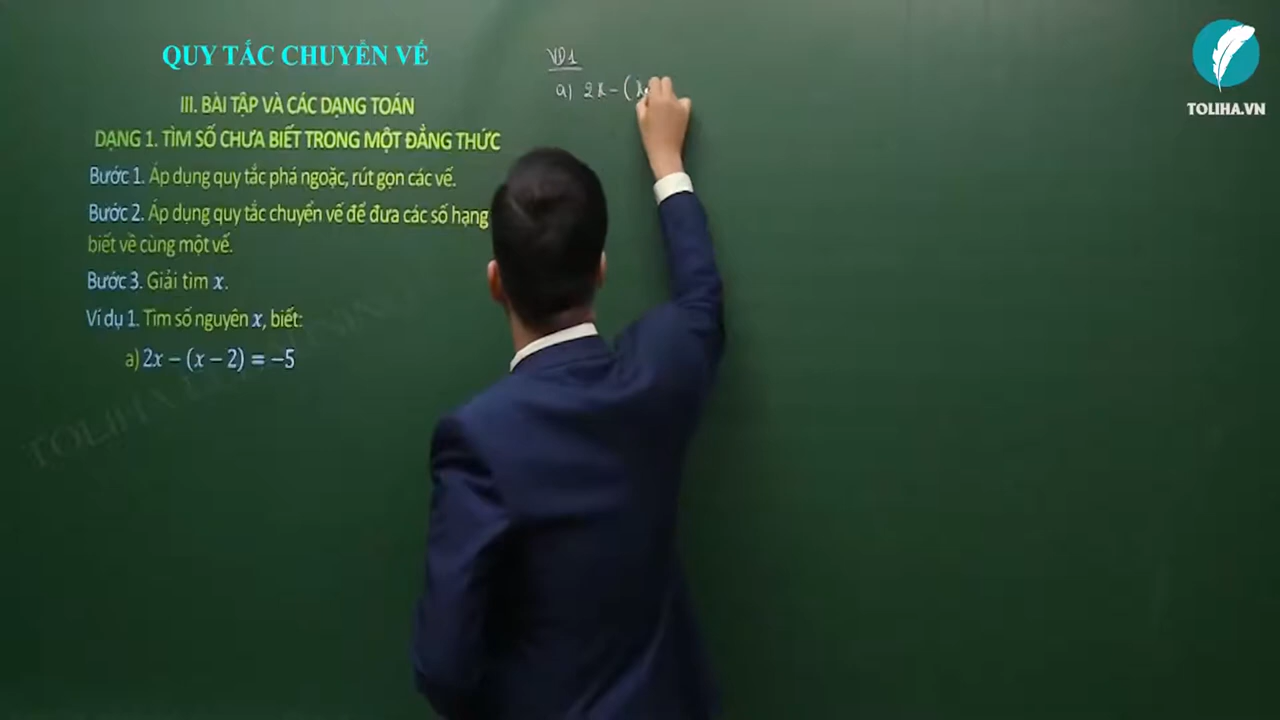 QUY TẮC CHUYỂN VẾ
III. BÀI TẬP VÀ CÁC DẠNG TOÁN
DẠNG 1. TÌM SỐ CHƯA BIẾT TRONG MỘT ĐẲNG THỨC
Bước 1. Áp dụng quy tắc phá ngoặc, rút gọn các vế.
Bước 2. Áp dụng quy tắc chuyển vế để đưa các số hạng
biết về cùng một vế.
Bước 3. Giải tìm x.
Ví dụ 1. Tìm số nguyên x, biết:
a) 2x − (x − 2) = −5
VD1
a) 2x − (x
TOLIHA.VN